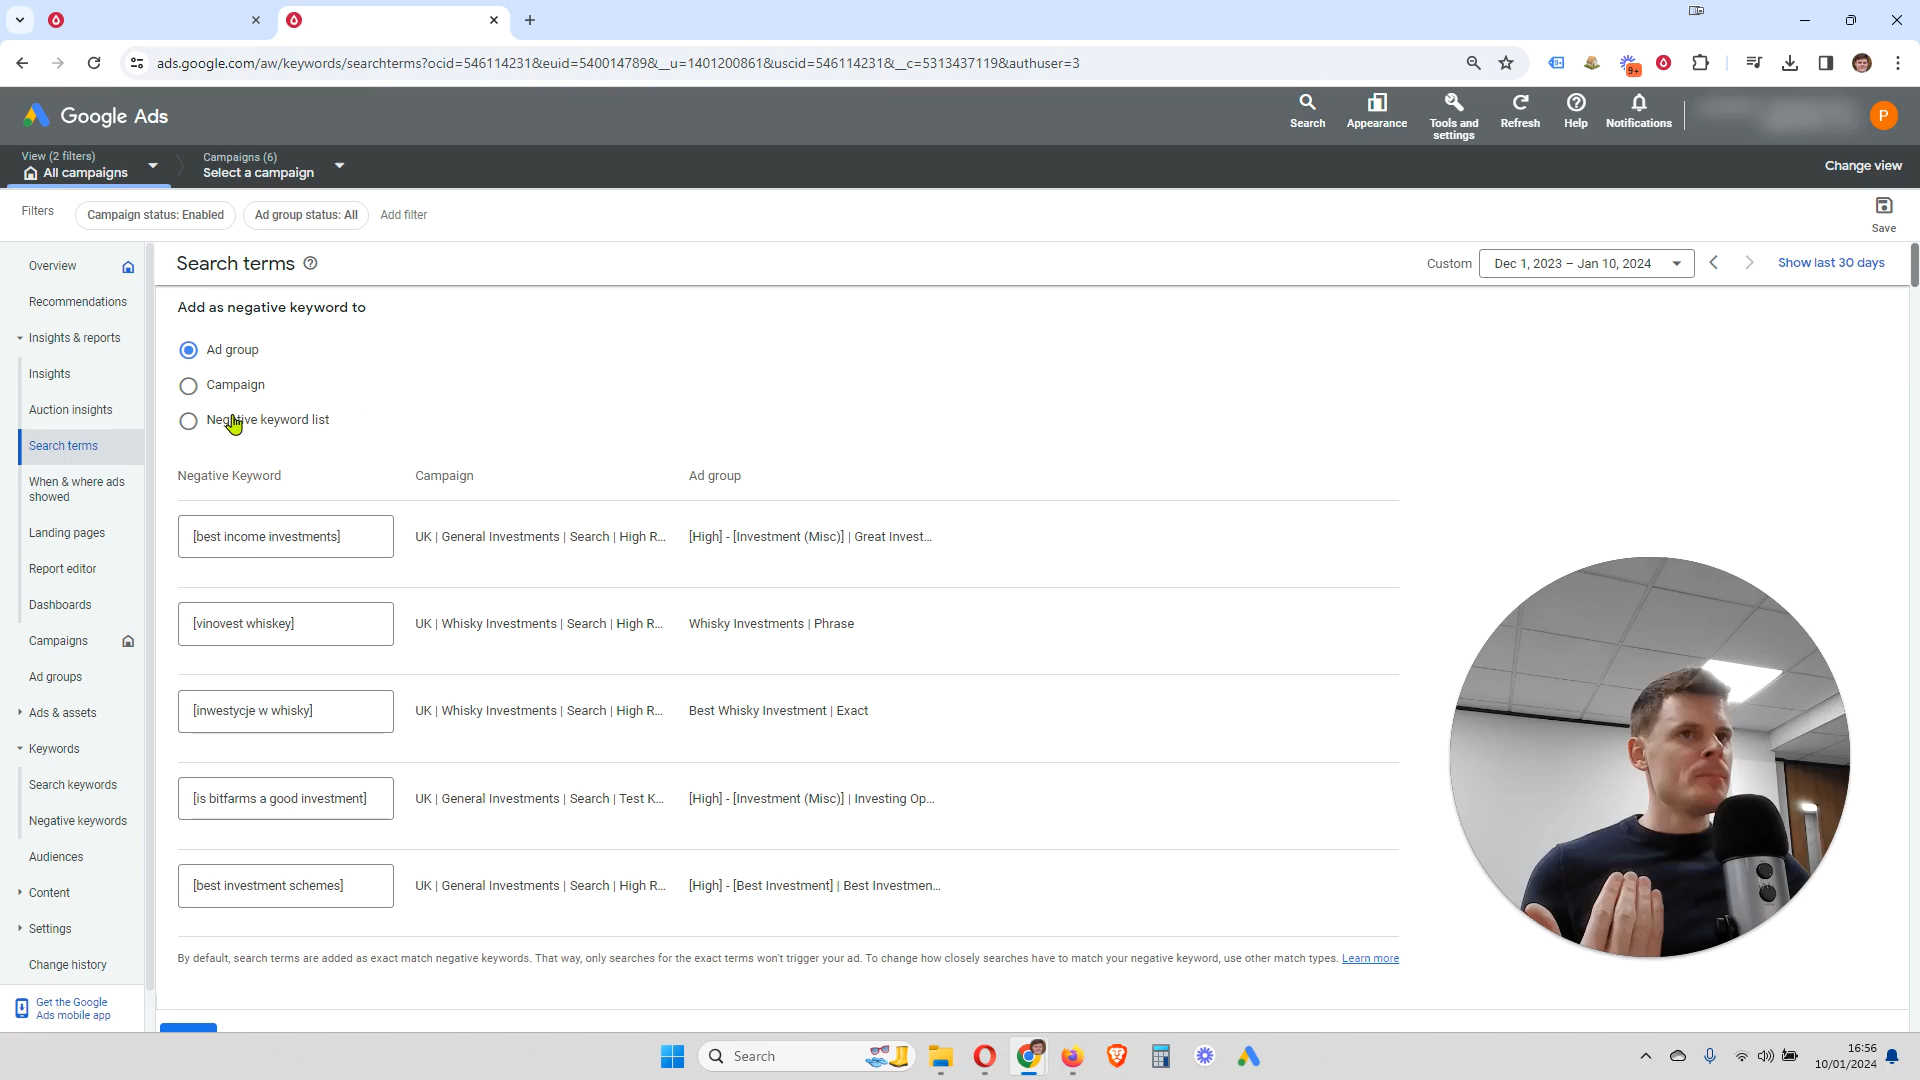 ads.google.com/aw/keywords/searchterms?ocid=546114231&euid=540014789&__u=1401200861&uscid=546114231&__c=5313437119&authuser=3
9+
Google Ads
Search
Appearance
Tools and
settings
Refresh
Help
Notifications
P
View (2 filters)
All campaigns
Campaigns (6)
Select a campaign
Change view
Filters
Campaign status: Enabled
Ad group status: All
Add filter
Save
Overview
Recommendations
Insights & reports
Insights
Auction insights
Search terms
When & where ads
showed
Landing pages
Report editor
Dashboards
Campaigns
Ad groups
Ads & assets
Keywords
Search keywords
Negative keywords
Audiences
Content
Settings
Change history
Get the Google
Ads mobile app
Search terms
Custom
Dec 1, 2023 – Jan 10, 2024
Show last 30 days
Add as negative keyword to
Ad group
Campaign
Negative keyword list
Negative Keyword Campaign Ad group
[best income investments] UK | General Investments | Search | High R... [High] - [Investment (Misc)] | Great Invest...
[vinovest whiskey] UK | Whisky Investments | Search | High R... Whisky Investments | Phrase
[inwestycje w whisky] UK | Whisky Investments | Search | High R... Best Whisky Investment | Exact
[is bitfarms a good investment] UK | General Investments | Search | Test K... [High] - [Investment (Misc)] | Investing Op...
[best investment schemes] UK | General Investments | Search | High R... [High] - [Best Investment] | Best Investmen...
By default, search terms are added as exact match negative keywords. That way, only searches for the exact terms won't trigger your ad. To change how closely searches have to match your negative keyword, use other match types. Learn more
Search
16:56
10/01/2024